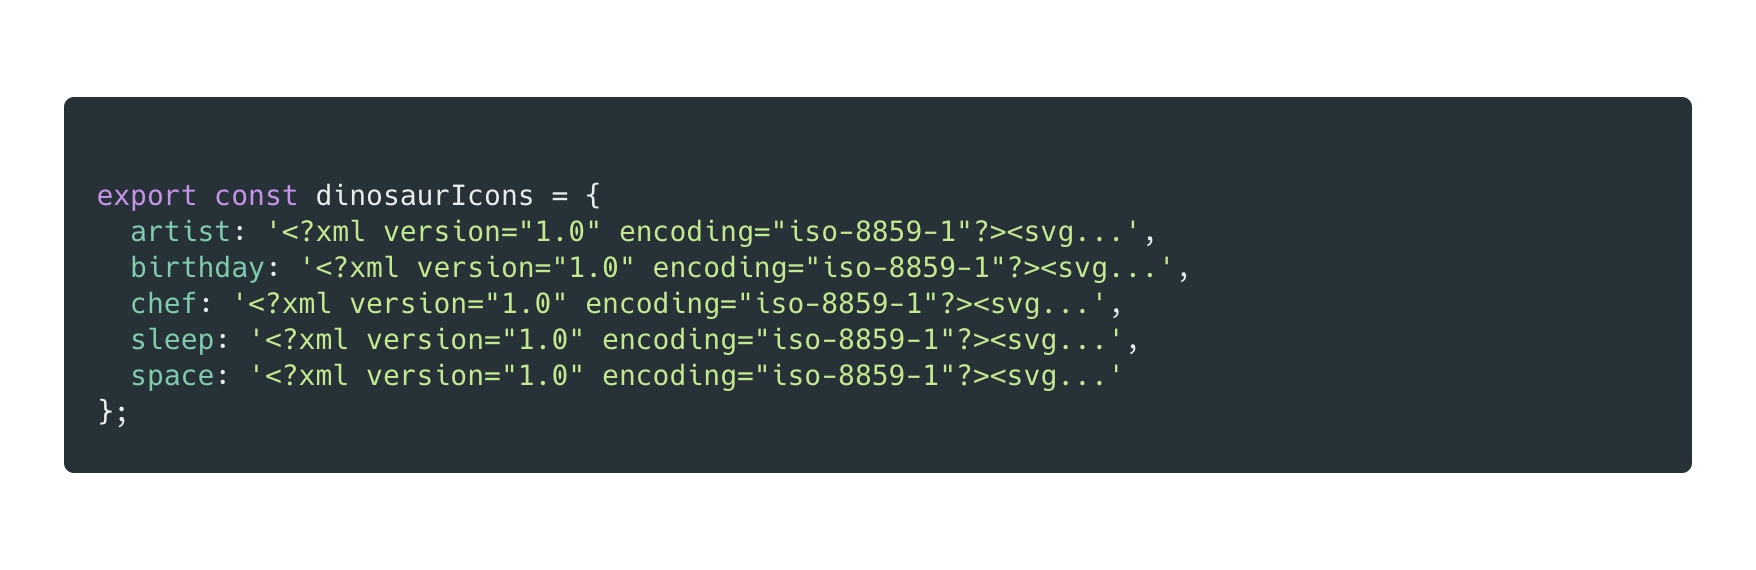 export const dinosaurIcons = {
  artist: '<?xml version="1.0" encoding="iso-8859-1"?><svg...',
  birthday: '<?xml version="1.0" encoding="iso-8859-1"?><svg...',
  chef: '<?xml version="1.0" encoding="iso-8859-1"?><svg...',
  sleep: '<?xml version="1.0" encoding="iso-8859-1"?><svg...',
  space: '<?xml version="1.0" encoding="iso-8859-1"?><svg...'
};